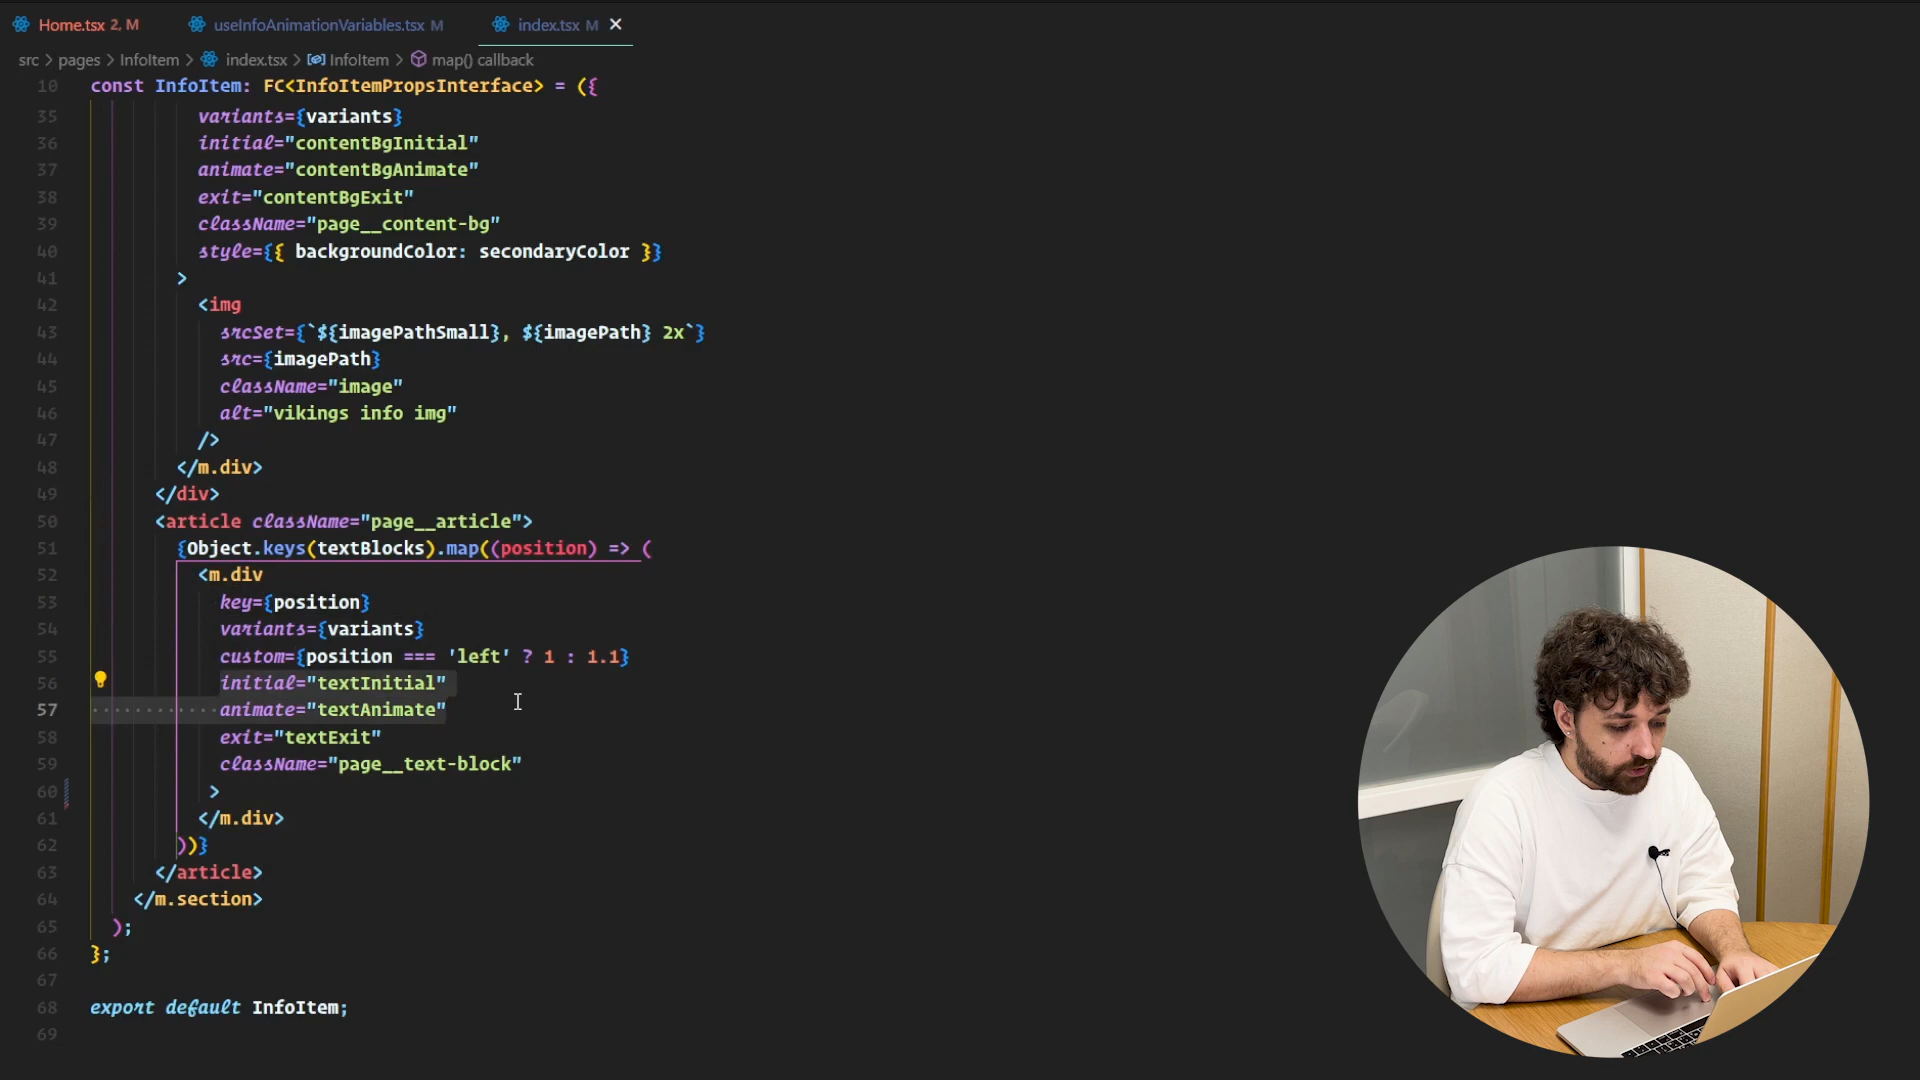 Home.tsx 2, M
useInfoAnimationVariables.tsx M
index.tsx M
src > pages > InfoItem > index.tsx > InfoItem > map() callback
10 const InfoItem: FC<InfoItemPropsInterface> = ({
35 variants={variants}
36 initial="contentBgInitial"
37 animate="contentBgAnimate"
38 exit="contentBgExit"
39 className="page__content-bg"
40 style={{ backgroundColor: secondaryColor }}
41 >
42 <img
43 srcSet={`${imagePathSmall}, ${imagePath} 2x`}
44 src={imagePath}
45 className="image"
46 alt="vikings info img"
47 />
48 </m.div>
49 </div>
50 <article className="page__article">
51 {Object.keys(textBlocks).map((position) => (
52 <m.div
53 key={position}
54 variants={variants}
55 custom={position === 'left' ? 1 : 1.1}
56 initial="textInitial"
57 animate="textAnimate"
58 exit="textExit"
59 className="page__text-block"
60 >
61 </m.div>
62 ))}
63 </article>
64 </m.section>
65 );
66 };
67
68 export default InfoItem;
69